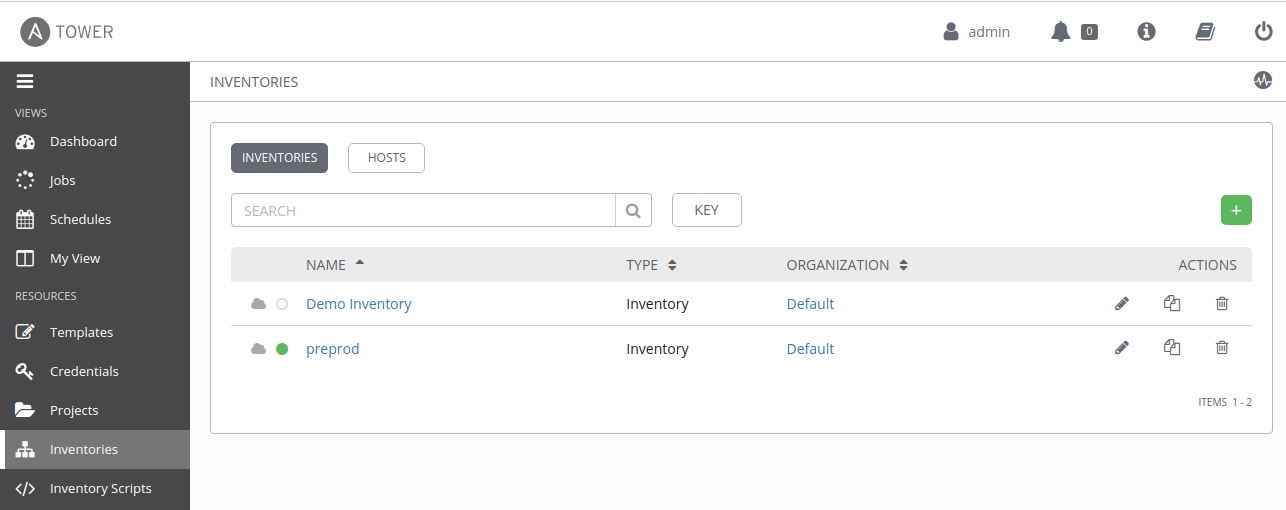 TOWER
admin
0
INVENTORIES
VIEWS
Dashboard
Jobs
Schedules
My View
RESOURCES
Templates
Credentials
Projects
Inventories
Inventory Scripts
INVENTORIES HOSTS
SEARCH KEY +
NAME TYPE ORGANIZATION ACTIONS
Demo Inventory Inventory Default
preprod Inventory Default
ITEMS 1 - 2